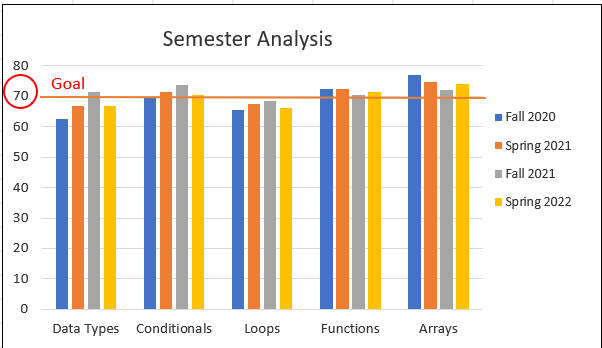 Semester Analysis
80
Goal
70
60
50
40
30
20
10
0
Data Types Conditionals Loops Functions Arrays
Fall 2020
Spring 2021
Fall 2021
Spring 2022